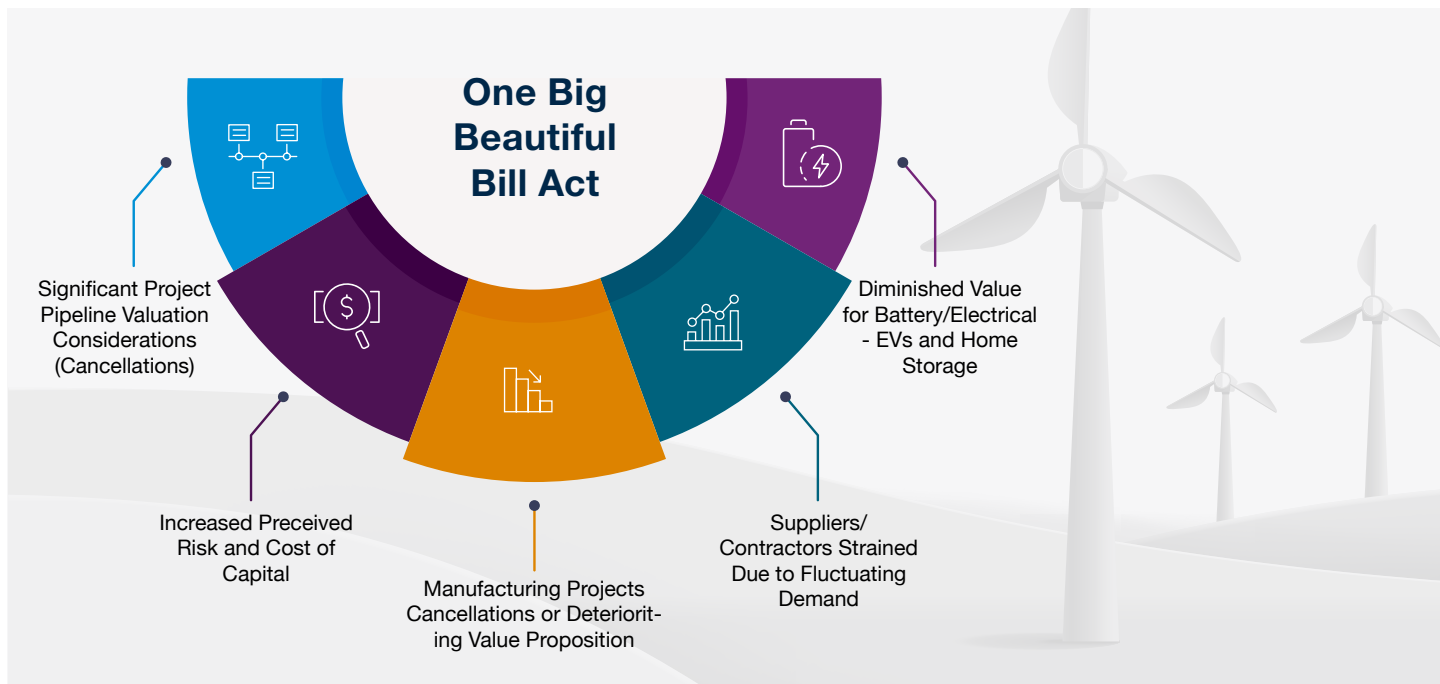 One Big
Beautiful
Bill Act
Significant Project
Pipeline Valuation
Considerations
(Cancellations)
Increased Preceived
Risk and Cost of
Capital
Manufacturing Projects
Cancellations or Deteriorit-
ing Value Proposition
Suppliers/
Contractors Strained
Due to Fluctuating
Demand
Diminished Value
for Battery/Electrical
- EVs and Home
Storage